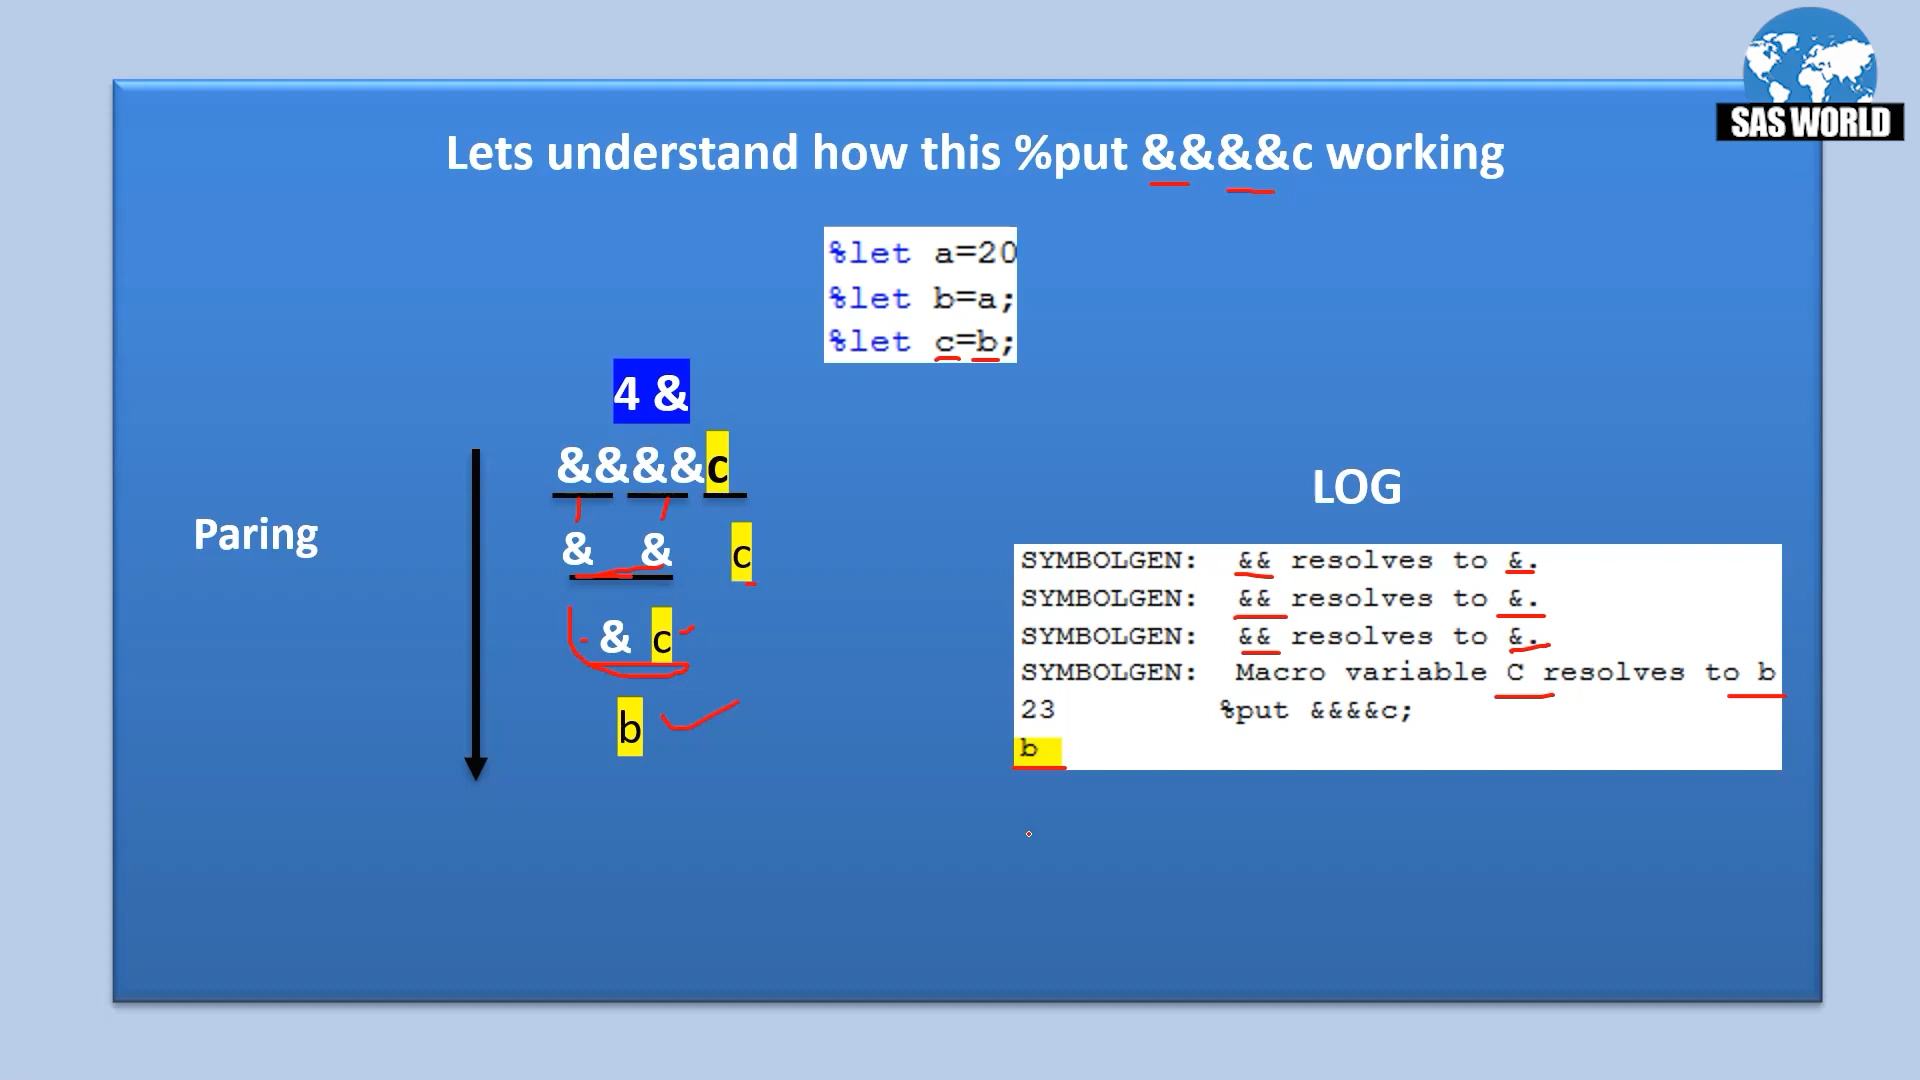 SAS WORLD
Lets understand how this %put &&&&c working
%let a=20
%let b=a;
%let c=b;
4 &
&&&&c
& & c
& c
b
Paring
LOG
SYMBOLGEN: && resolves to &.
SYMBOLGEN: && resolves to &.
SYMBOLGEN: && resolves to &.
SYMBOLGEN: Macro variable C resolves to b
23 %put &&&&c;
b